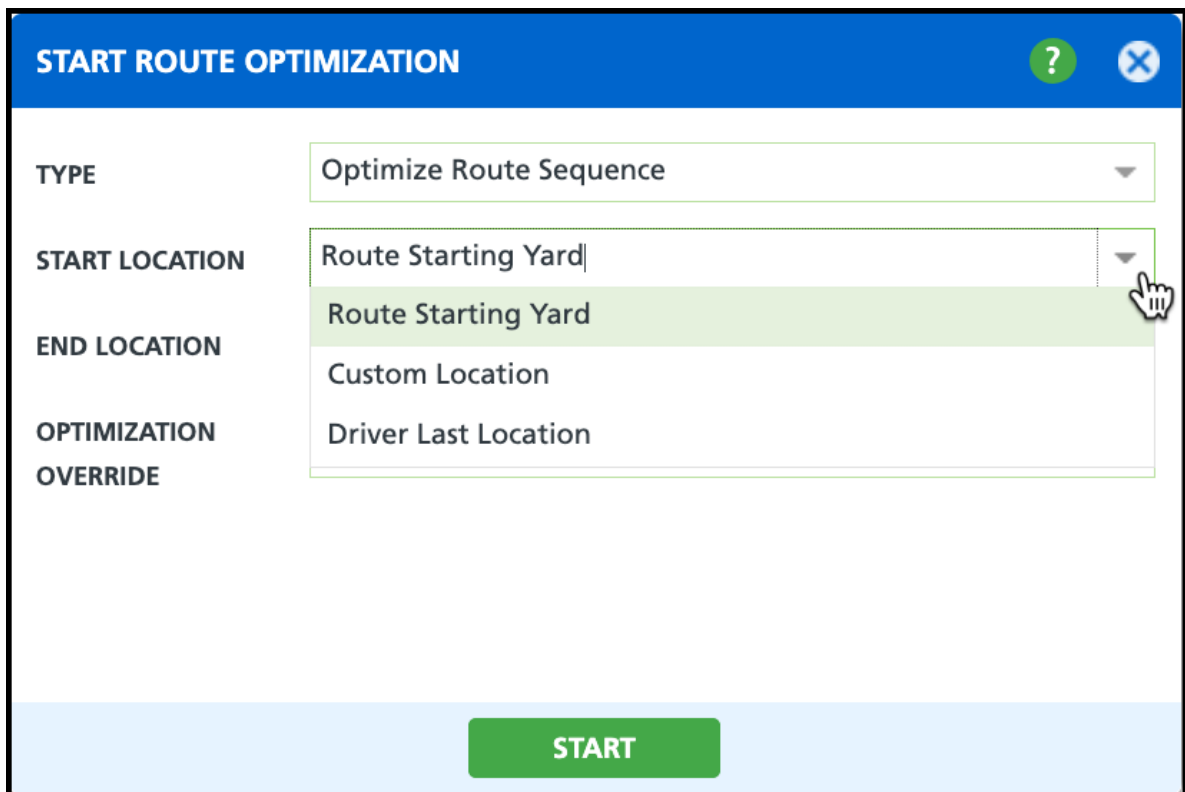 START ROUTE OPTIMIZATION
?
TYPE
Optimize Route Sequence
START LOCATION
Route Starting Yard
Route Starting Yard
END LOCATION
Custom Location
OPTIMIZATION
OVERRIDE
Driver Last Location
START